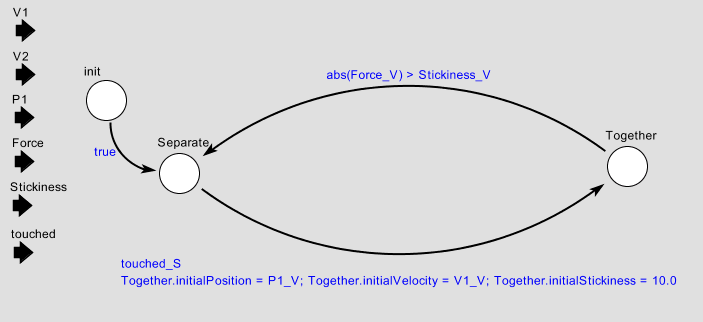 V1
V2
P1
Force
Stickiness
touched
init
true
Separate
abs(Force_V) > Stickiness_V
Together
touched_S
Together.initialPosition = P1_V; Together.initialVelocity = V1_V; Together.initialStickiness = 10.0